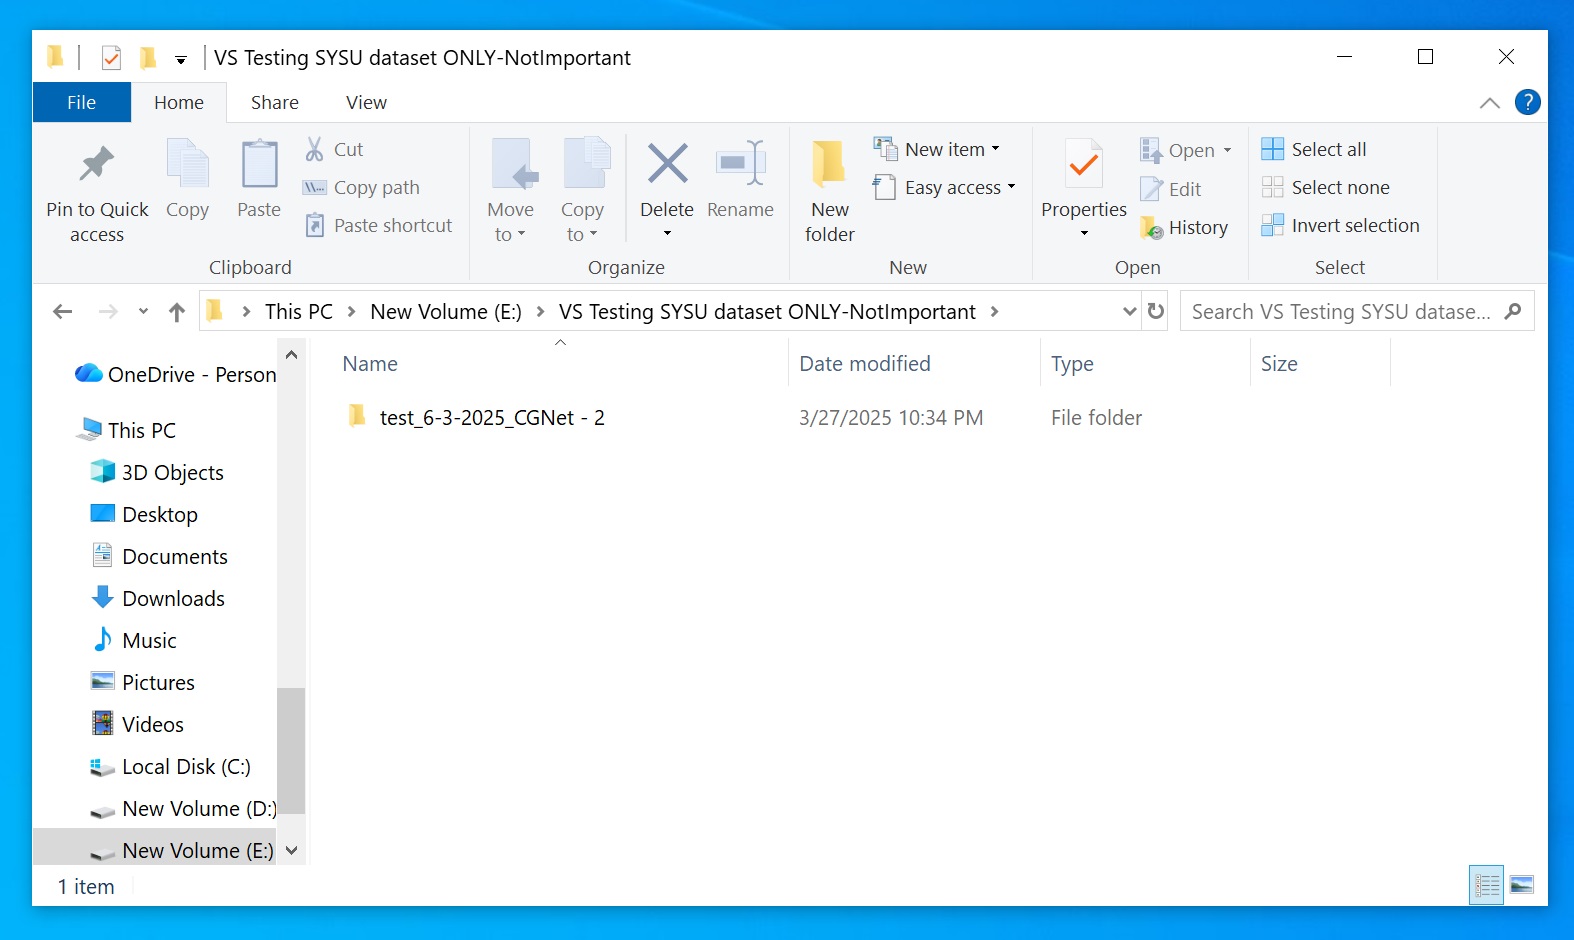 VS Testing SYSU dataset ONLY-NotImportant
File Home Share View ?
Pin to Quick access
Copy
Paste
Cut
Copy path
Paste shortcut
Clipboard
Move to
Copy to
Delete
Rename
Organize
New folder
New item
Easy access
New
Properties
Open
Edit
History
Open
Select all
Select none
Invert selection
Select
This PC New Volume (E:) VS Testing SYSU dataset ONLY-NotImportant
Search VS Testing SYSU datase...
OneDrive - Person
This PC
3D Objects
Desktop
Documents
Downloads
Music
Pictures
Videos
Local Disk (C:)
New Volume (D:)
New Volume (E:)
Name Date modified Type Size
test_6-3-2025_CGNet - 2 3/27/2025 10:34 PM File folder
1 item